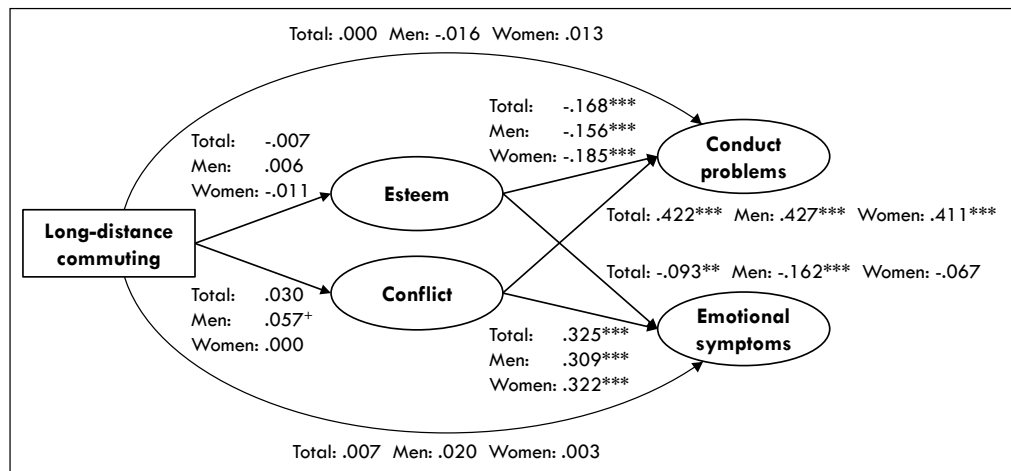 Total: .000 Men: -.016 Women: .013
Total: -.168***
Men: -.156***
Women: -.185***
Total: -.007
Men: .006
Women: -.011
Conduct
problems
Esteem
Total: .422*** Men: .427*** Women: .411***
Long-distance
commuting
Total: -.093** Men: -.162*** Women: -.067
Conflict
Total: .030
Men: .057+
Women: .000
Emotional
symptoms
Total: .325***
Men: .309***
Women: .322***
Total: .007 Men: .020 Women: .003